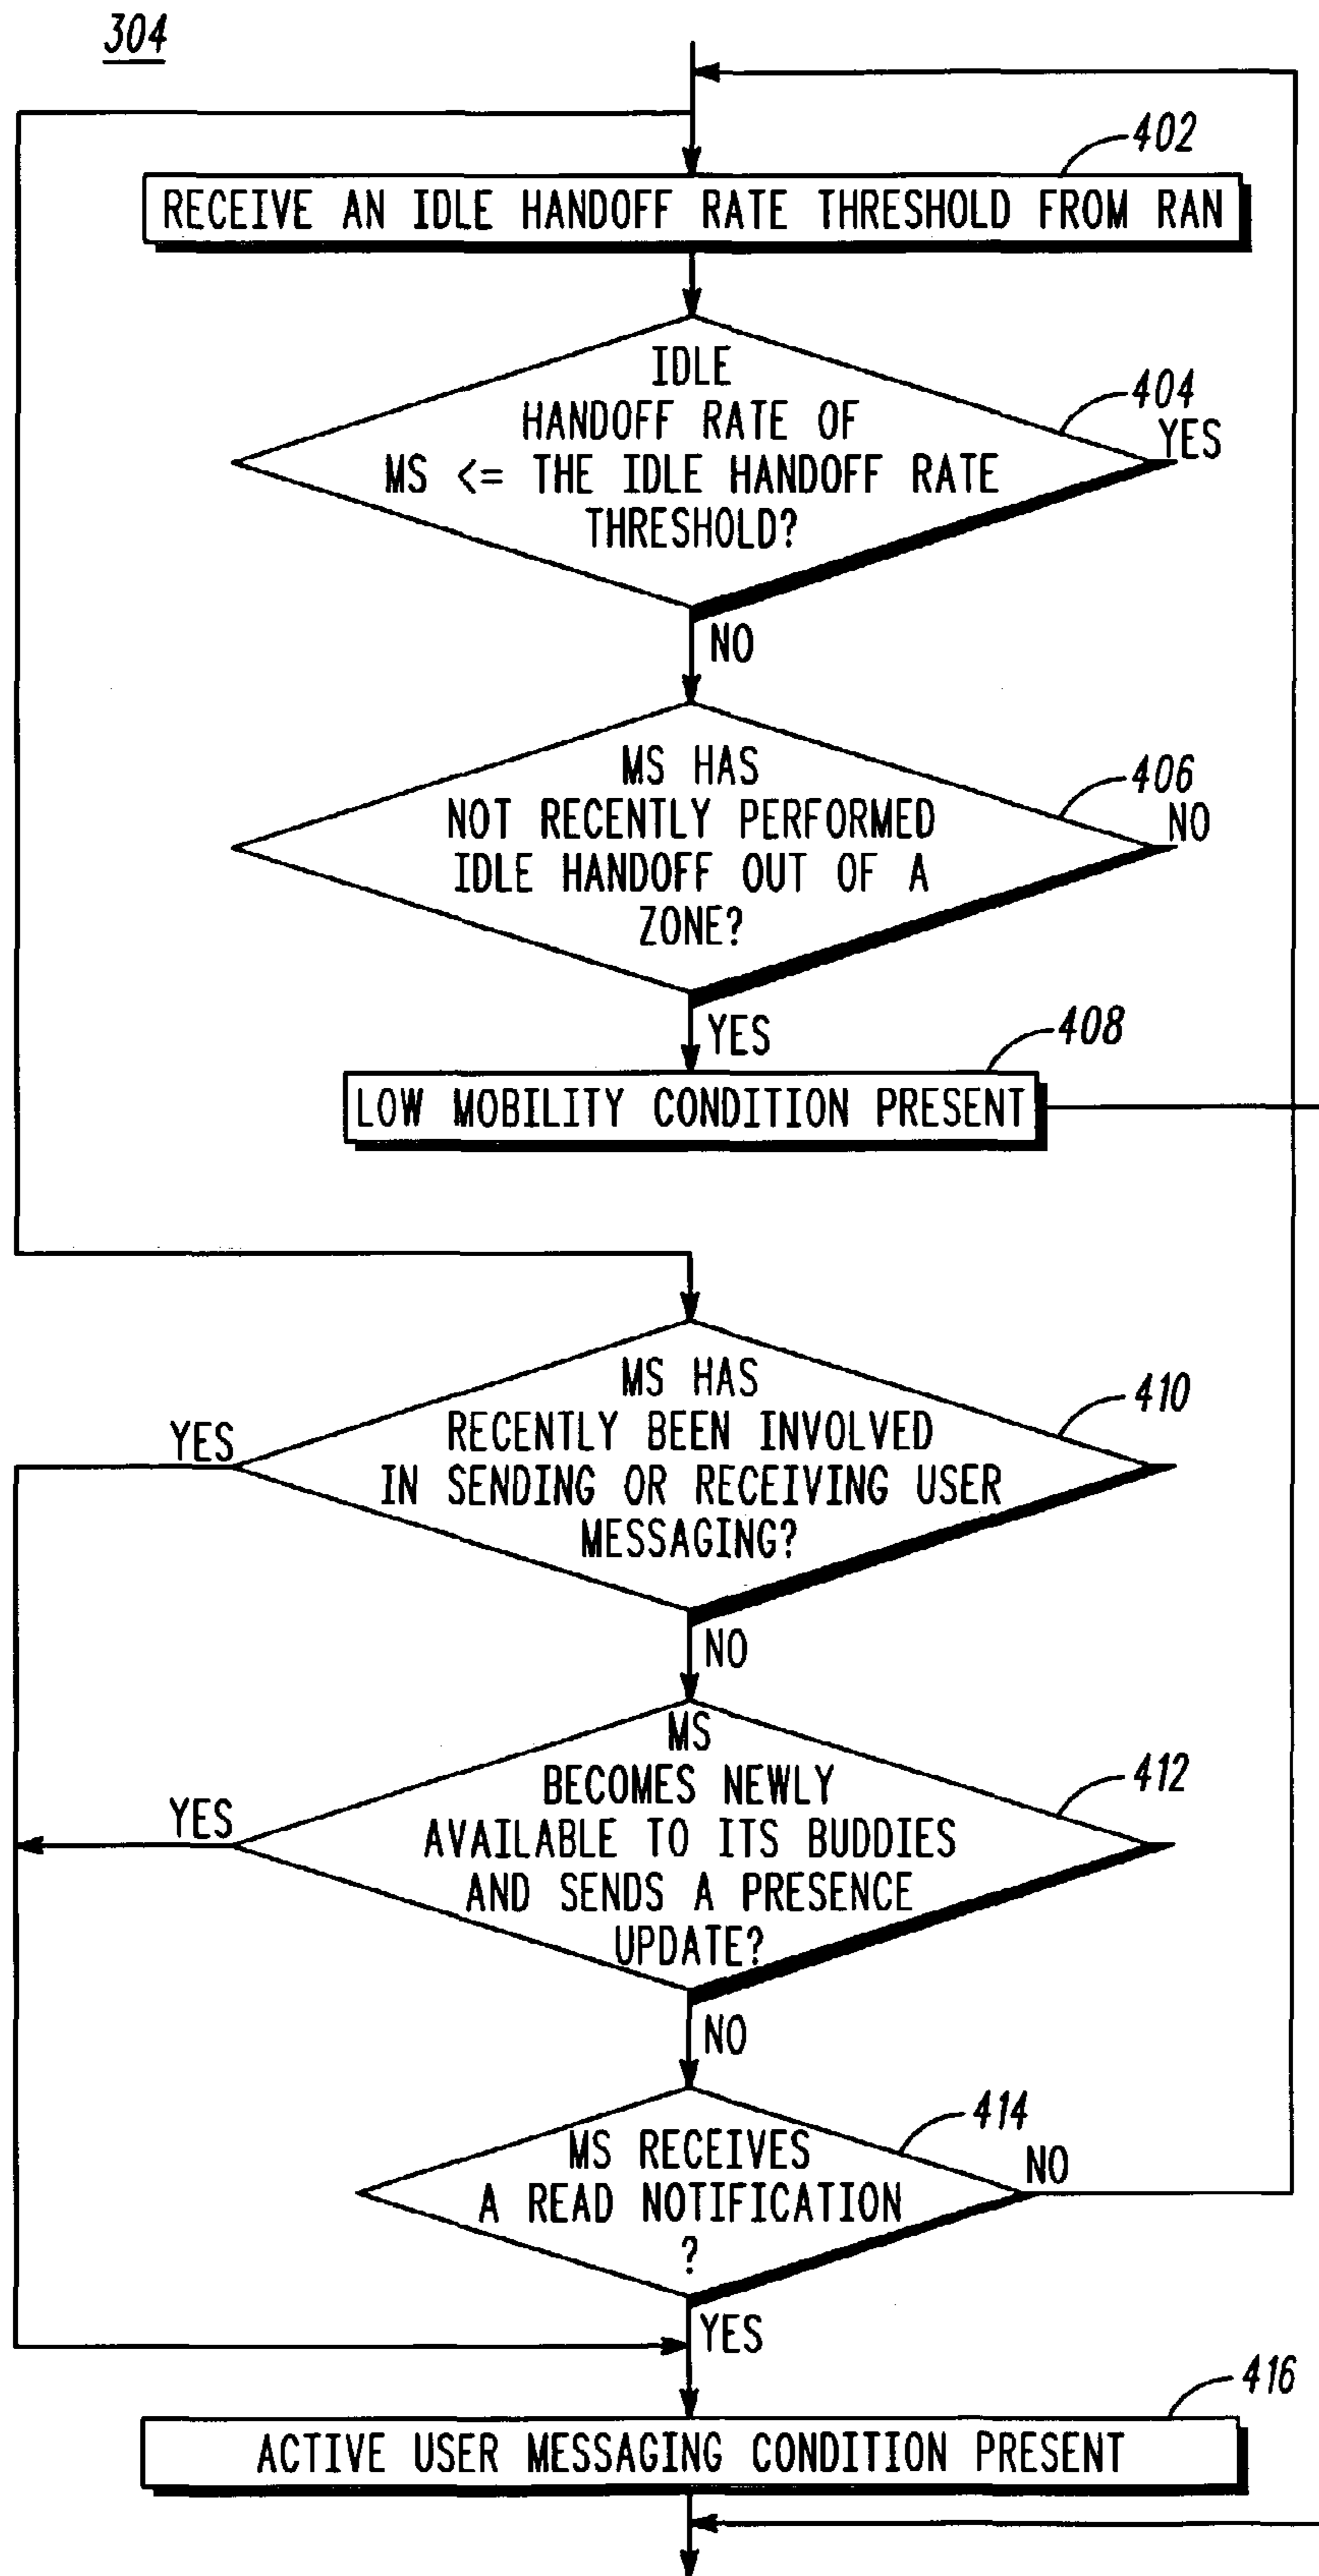 304
402
RECEIVE AN IDLE HANDOFF RATE THRESHOLD FROM RAN
IDLE
HANDOFF RATE OF
MS <= THE IDLE HANDOFF RATE
THRESHOLD?
404
YES
NO
MS HAS
NOT RECENTLY PERFORMED
IDLE HANDOFF OUT OF A
ZONE?
406
NO
YES
408
LOW MOBILITY CONDITION PRESENT
MS HAS
RECENTLY BEEN INVOLVED
IN SENDING OR RECEIVING USER
MESSAGING?
410
YES
NO
MS
BECOMES NEWLY
AVAILABLE TO ITS BUDDIES
AND SENDS A PRESENCE
UPDATE?
412
YES
NO
MS RECEIVES
A READ NOTIFICATION
?
414
NO
YES
416
ACTIVE USER MESSAGING CONDITION PRESENT